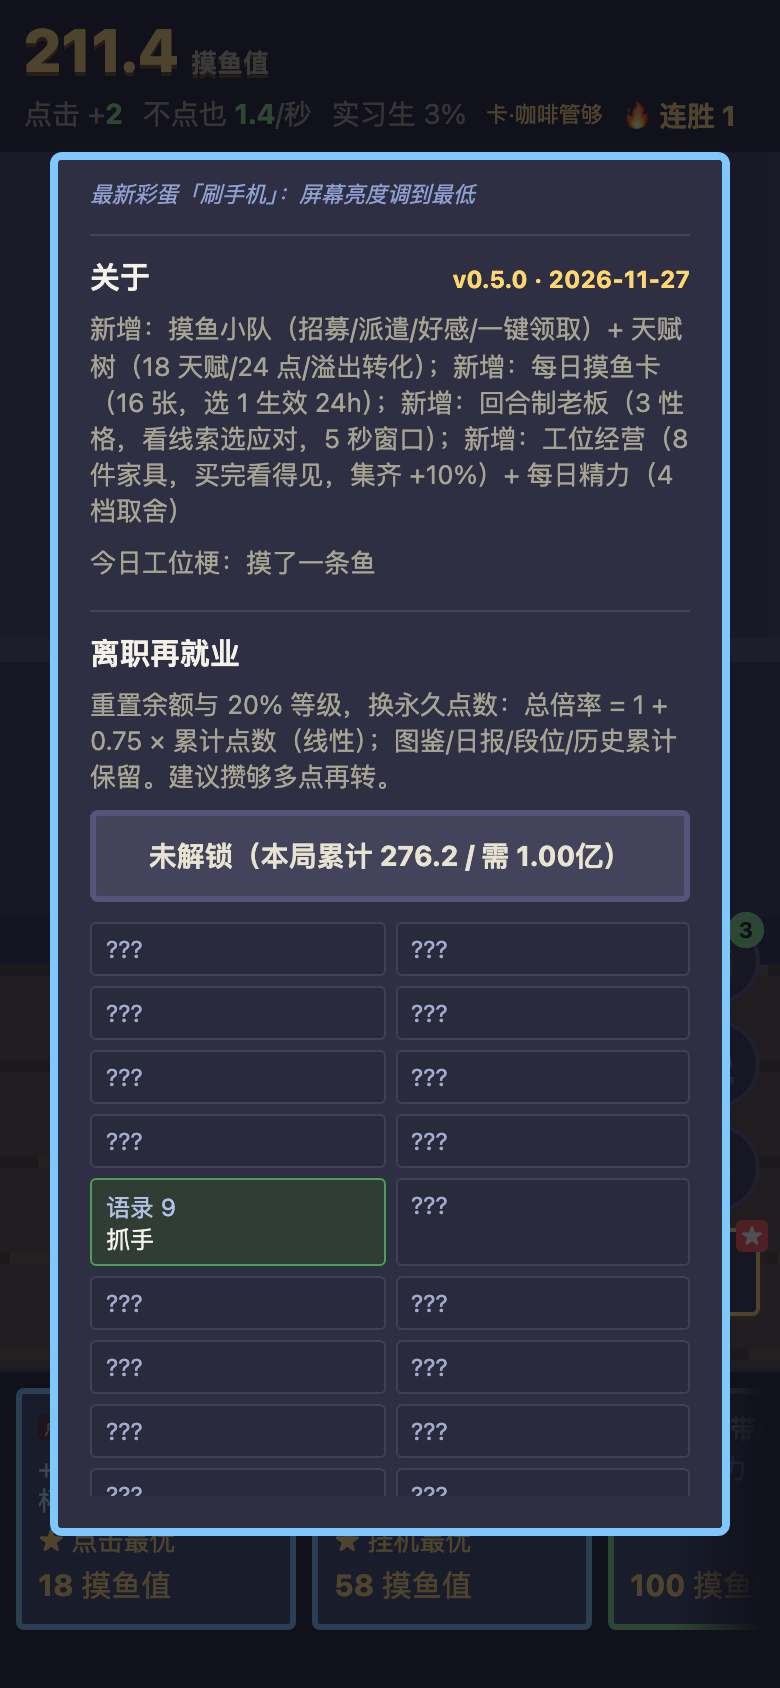 211.4 摸鱼值
点击 +2 不点也 1.4/秒 实习生 3% 卡·咖啡管够 🔥 连胜 1
最新彩蛋「刷手机」：屏幕亮度调到最低
关于 v0.5.0 · 2026-11-27
新增：摸鱼小队（招募/派遣/好感/一键领取）+ 天赋
树（18 天赋/24 点/溢出转化）；新增：每日摸鱼卡
（16 张，选 1 生效 24h）；新增：回合制老板（3 性
格，看线索选应对，5 秒窗口）；新增：工位经营（8
件家具，买完看得见，集齐 +10%）+ 每日精力（4
档取舍）
今日工位梗：摸了一条鱼
离职再就业
重置余额与 20% 等级，换永久点数：总倍率 = 1 +
0.75 × 累计点数（线性）；图鉴/日报/段位/历史累计
保留。建议攒够多点再转。
未解锁（本局累计 276.2 / 需 1.00亿）
??? ???
3
??? ???
??? ???
??? ???
语录 9 ???
抓手
??? ???
??? ???
??? ???
??? ???
★ 点击最优 ★ 挂机最优
18 摸鱼值 58 摸鱼值 100 摸鱼